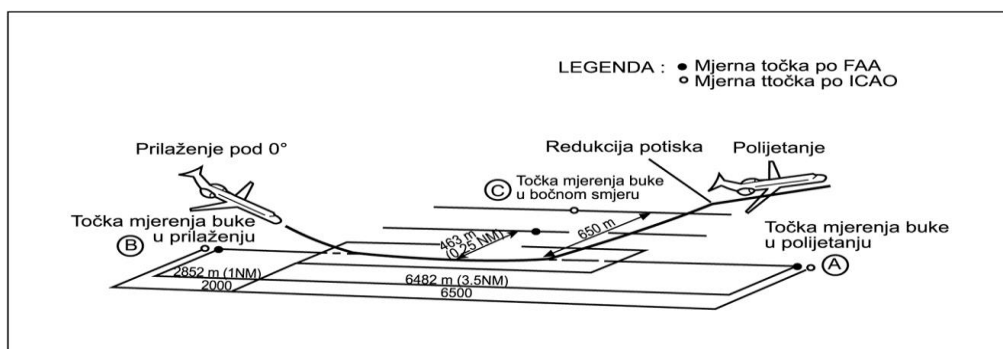 LEGENDA : ● Mjerna točka po FAA
○ Mjerna ttočka po ICAO
Prilaženje pod 0°
Redukcija potiska
Polijetanje
C
Točka mjerenja buke
u bočnom smjeru
Točka mjerenja buke
u prilaženju
B
Točka mjerenja buke
u polijetanju
A
463 m
(0,25 NM)
650 m
2852 m (1NM)
2000
6482 m (3.5NM)
6500